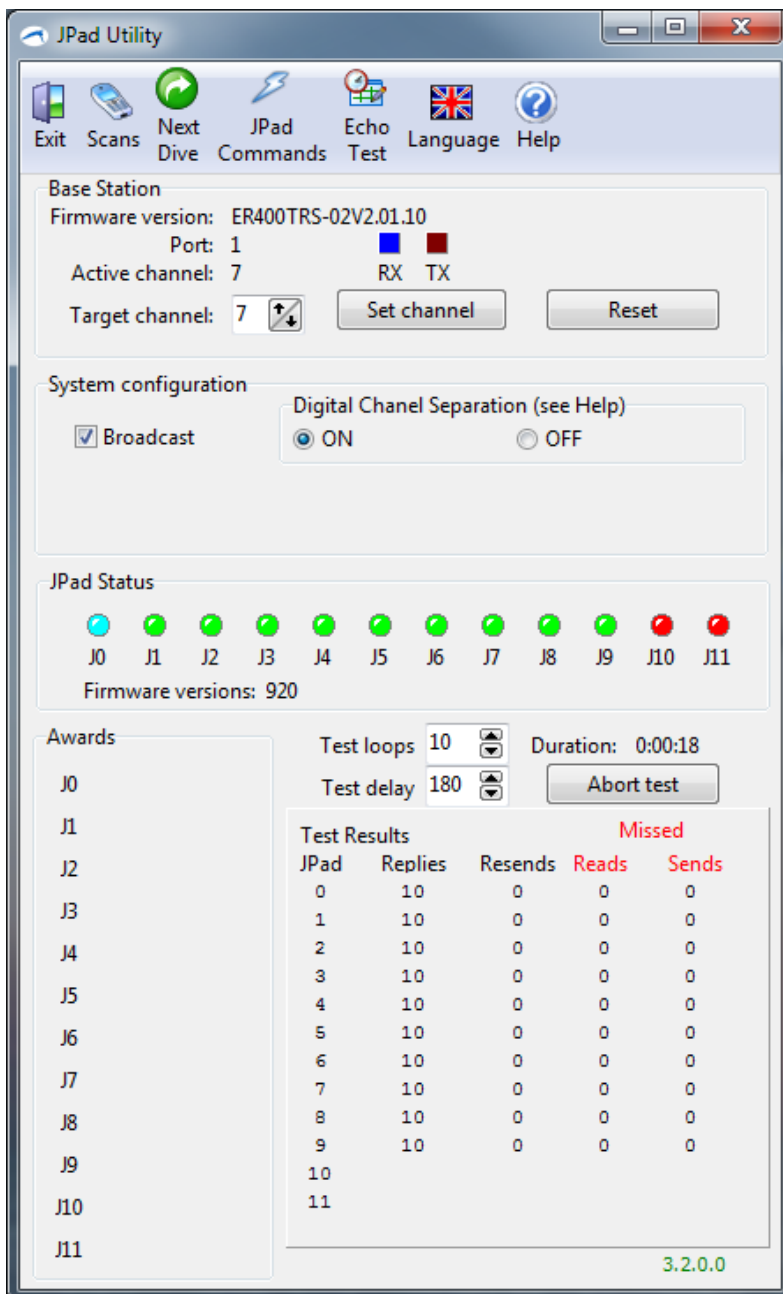 JPad Utility
Exit Scans Next Dive JPad Commands Echo Test Language Help
Base Station
Firmware version: ER400TRS-02V2.01.10
Port: 1
Active channel: 7 RX TX
Target channel: 7 Set channel Reset
System configuration
Digital Chanel Separation (see Help)
Broadcast ON OFF
JPad Status
J0 J1 J2 J3 J4 J5 J6 J7 J8 J9 J10 J11
Firmware versions: 920
Awards
J0
J1
J2
J3
J4
J5
J6
J7
J8
J9
J10
J11
Test loops 10 Duration: 0:00:18
Test delay 180 Abort test
Test Results Missed
JPad Replies Resends Reads Sends
0 10 0 0 0
1 10 0 0 0
2 10 0 0 0
3 10 0 0 0
4 10 0 0 0
5 10 0 0 0
6 10 0 0 0
7 10 0 0 0
8 10 0 0 0
9 10 0 0 0
10
11
3.2.0.0